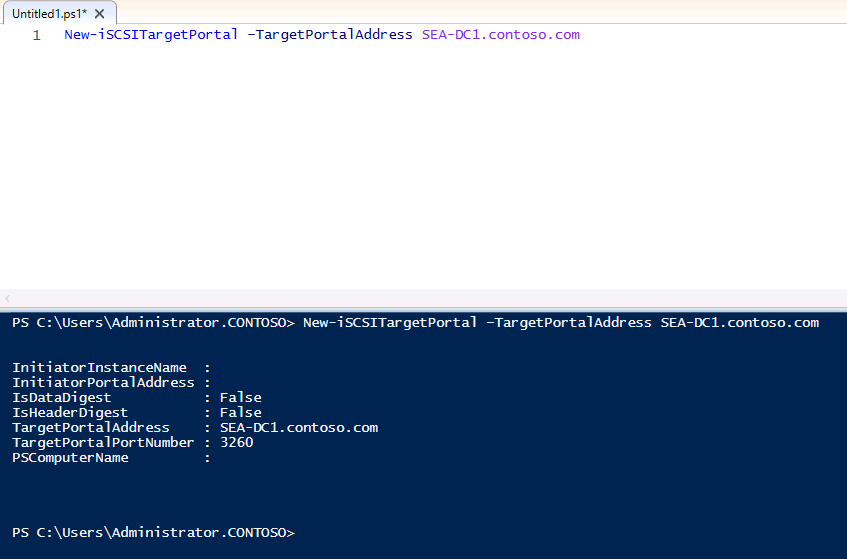 Untitled1.ps1* X
1 New-iSCSITargetPortal –TargetPortalAddress SEA-DC1.contoso.com
PS C:\Users\Administrator.CONTOSO> New-iSCSITargetPortal –TargetPortalAddress SEA-DC1.contoso.com
InitiatorInstanceName :
InitiatorPortalAddress :
IsDataDigest : False
IsHeaderDigest : False
TargetPortalAddress : SEA-DC1.contoso.com
TargetPortalPortNumber : 3260
PSComputerName :
PS C:\Users\Administrator.CONTOSO>